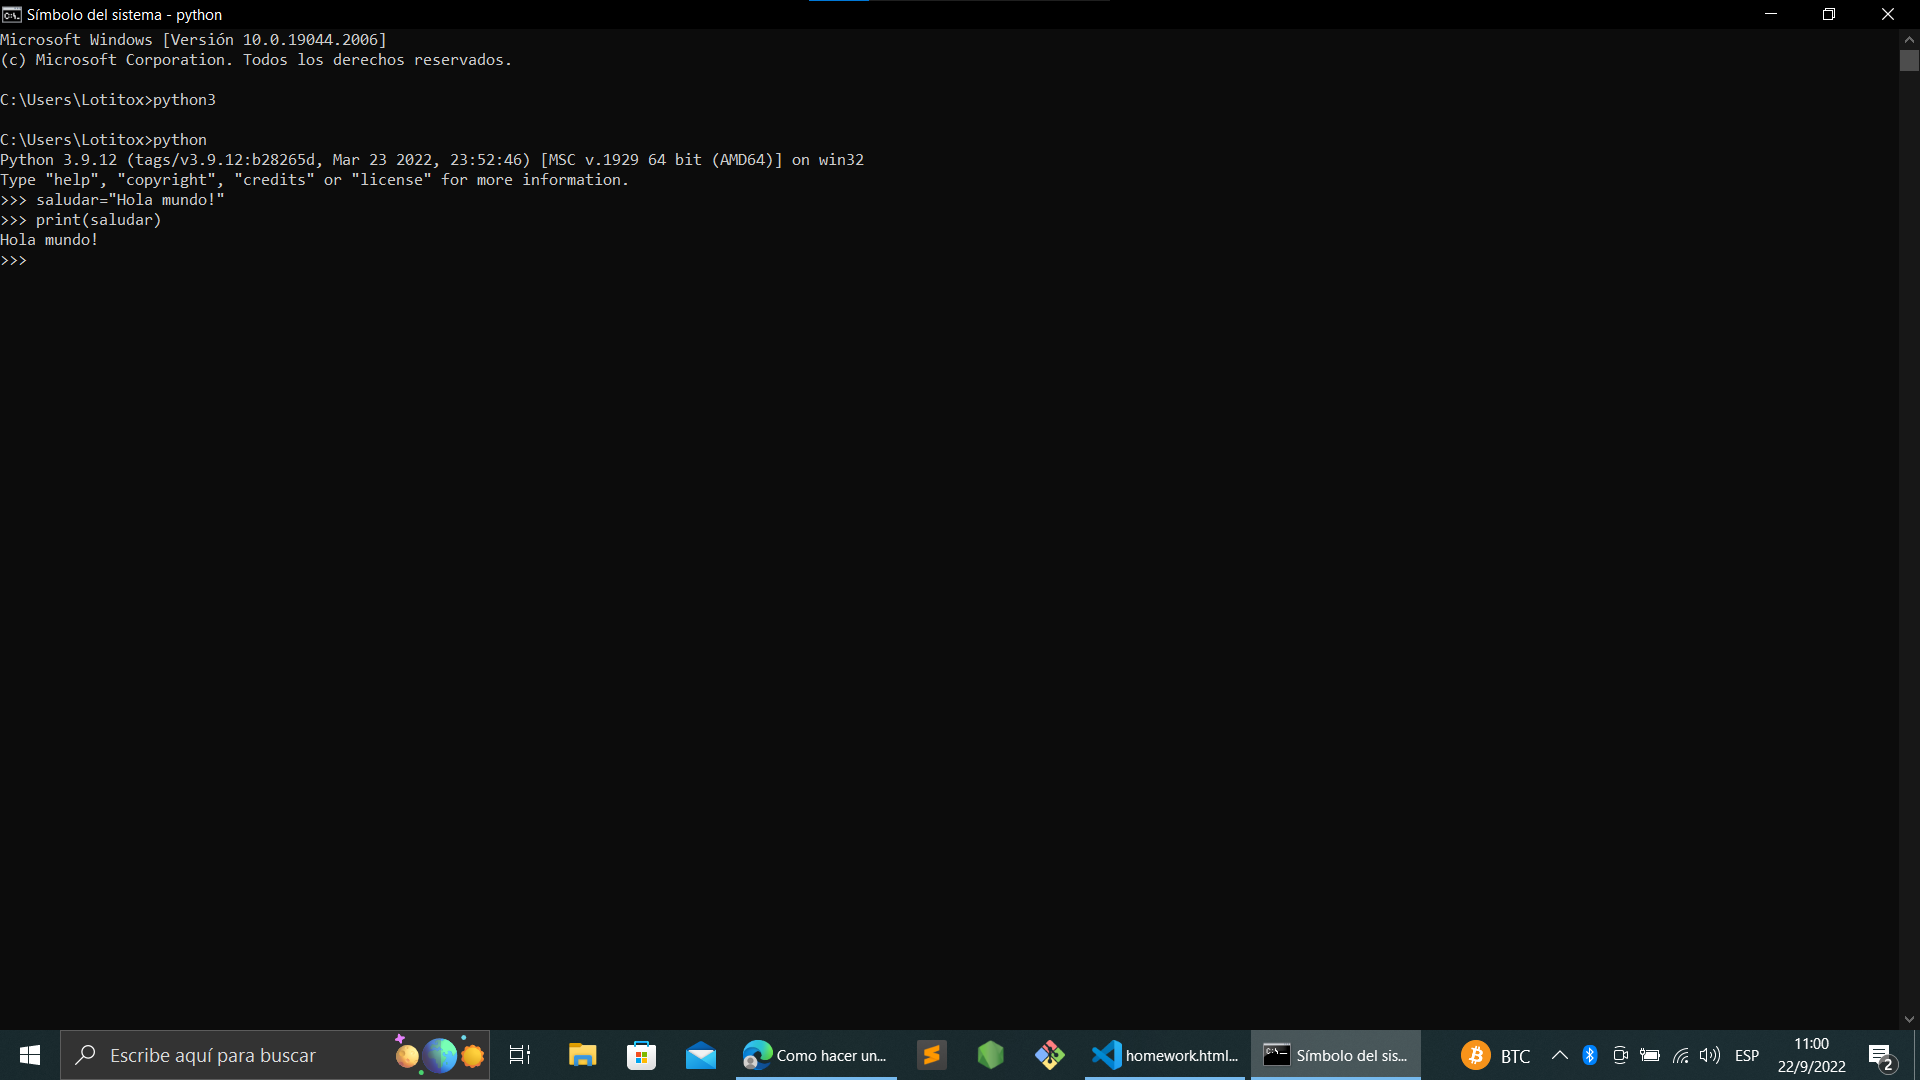 Símbolo del sistema - python
Microsoft Windows [Versión 10.0.19044.2006]
(c) Microsoft Corporation. Todos los derechos reservados.
C:\Users\Lotitox>python3
C:\Users\Lotitox>python
Python 3.9.12 (tags/v3.9.12:b28265d, Mar 23 2022, 23:52:46) [MSC v.1929 64 bit (AMD64)] on win32
Type "help", "copyright", "credits" or "license" for more information.
>>> saludar="Hola mundo!"
>>> print(saludar)
Hola mundo!
>>>
Escribe aquí para buscar
Como hacer un...
homework.html...
Símbolo del sis...
BTC
ESP
11:00
22/9/2022
2